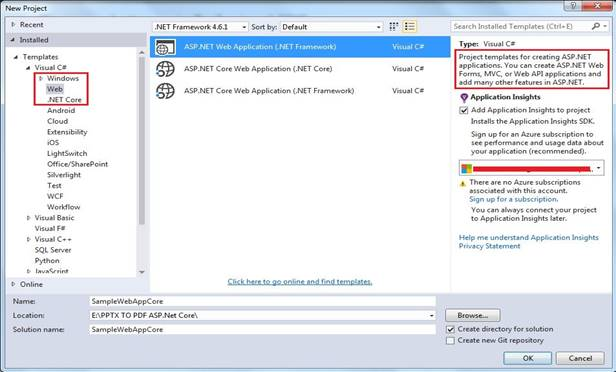 New Project
Recent
.NET Framework 4.6.1
Sort by: Default
Search Installed Templates (Ctrl+E)
Installed
Templates
Visual C#
Windows
Web
.NET Core
Android
Cloud
Extensibility
iOS
LightSwitch
Office/SharePoint
Silverlight
Test
WCF
Workflow
Visual Basic
Visual F#
Visual C++
SQL Server
Python
JavaScript
Online
ASP.NET Web Application (.NET Framework) Visual C#
ASP.NET Core Web Application (.NET Core) Visual C#
ASP.NET Core Web Application (.NET Framework) Visual C#
Click here to go online and find templates.
Type: Visual C#
Project templates for creating ASP.NET
applications. You can create ASP.NET Web
Forms, MVC, or Web API applications and
add many other features in ASP.NET.
Application Insights
Add Application Insights to project
Installs the Application Insights SDK.
Sign up for an Azure subscription to
see performance and usage data about
your application (recommended).
There are no Azure subscriptions
associated with this account.
Sign up for a subscription.
You can always connect your project
to Application Insights later.
Help me understand Application Insights
Privacy Statement
Name: SampleWebAppCore
Location: E:\PPTX TO PDF ASP.Net Core\
Browse...
Solution name: SampleWebAppCore
Create directory for solution
Create new Git repository
OK
Cancel